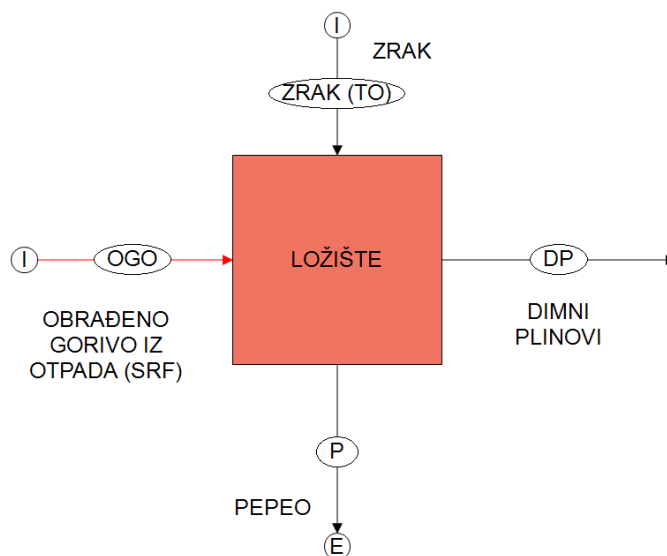 I
ZRAK
ZRAK (TO)
I
OGO
LOŽIŠTE
DP
OBRAĐENO
GORIVO IZ
OTPADA (SRF)
DIMNI
PLINOVI
P
PEPEO
E